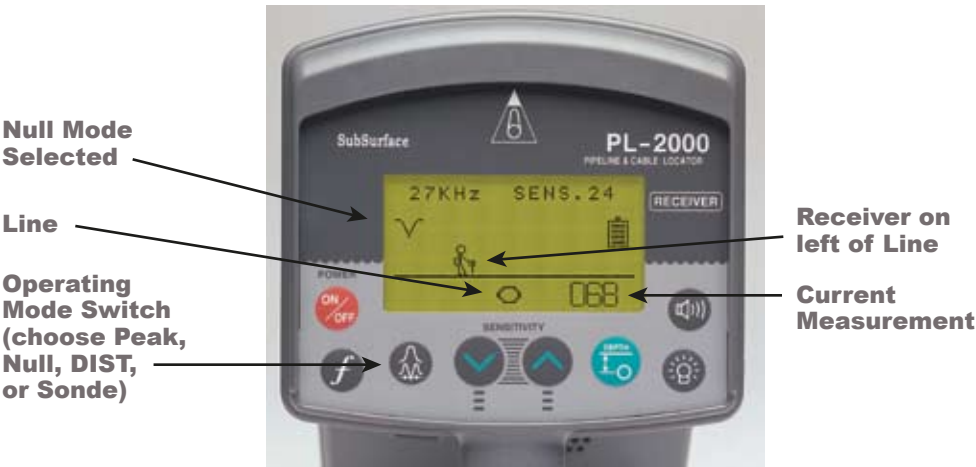 Null Mode
Selected
Line
Operating
Mode Switch
(choose Peak,
Null, DIST,
or Sonde)
SubSurface
PL-2000
PIPELINE & CABLE LOCATOR
RECEIVER
27KHz SENS.24
068
POWER
ON/OFF
SENSITIVITY
DEPTH
f
Receiver on
left of Line
Current
Measurement